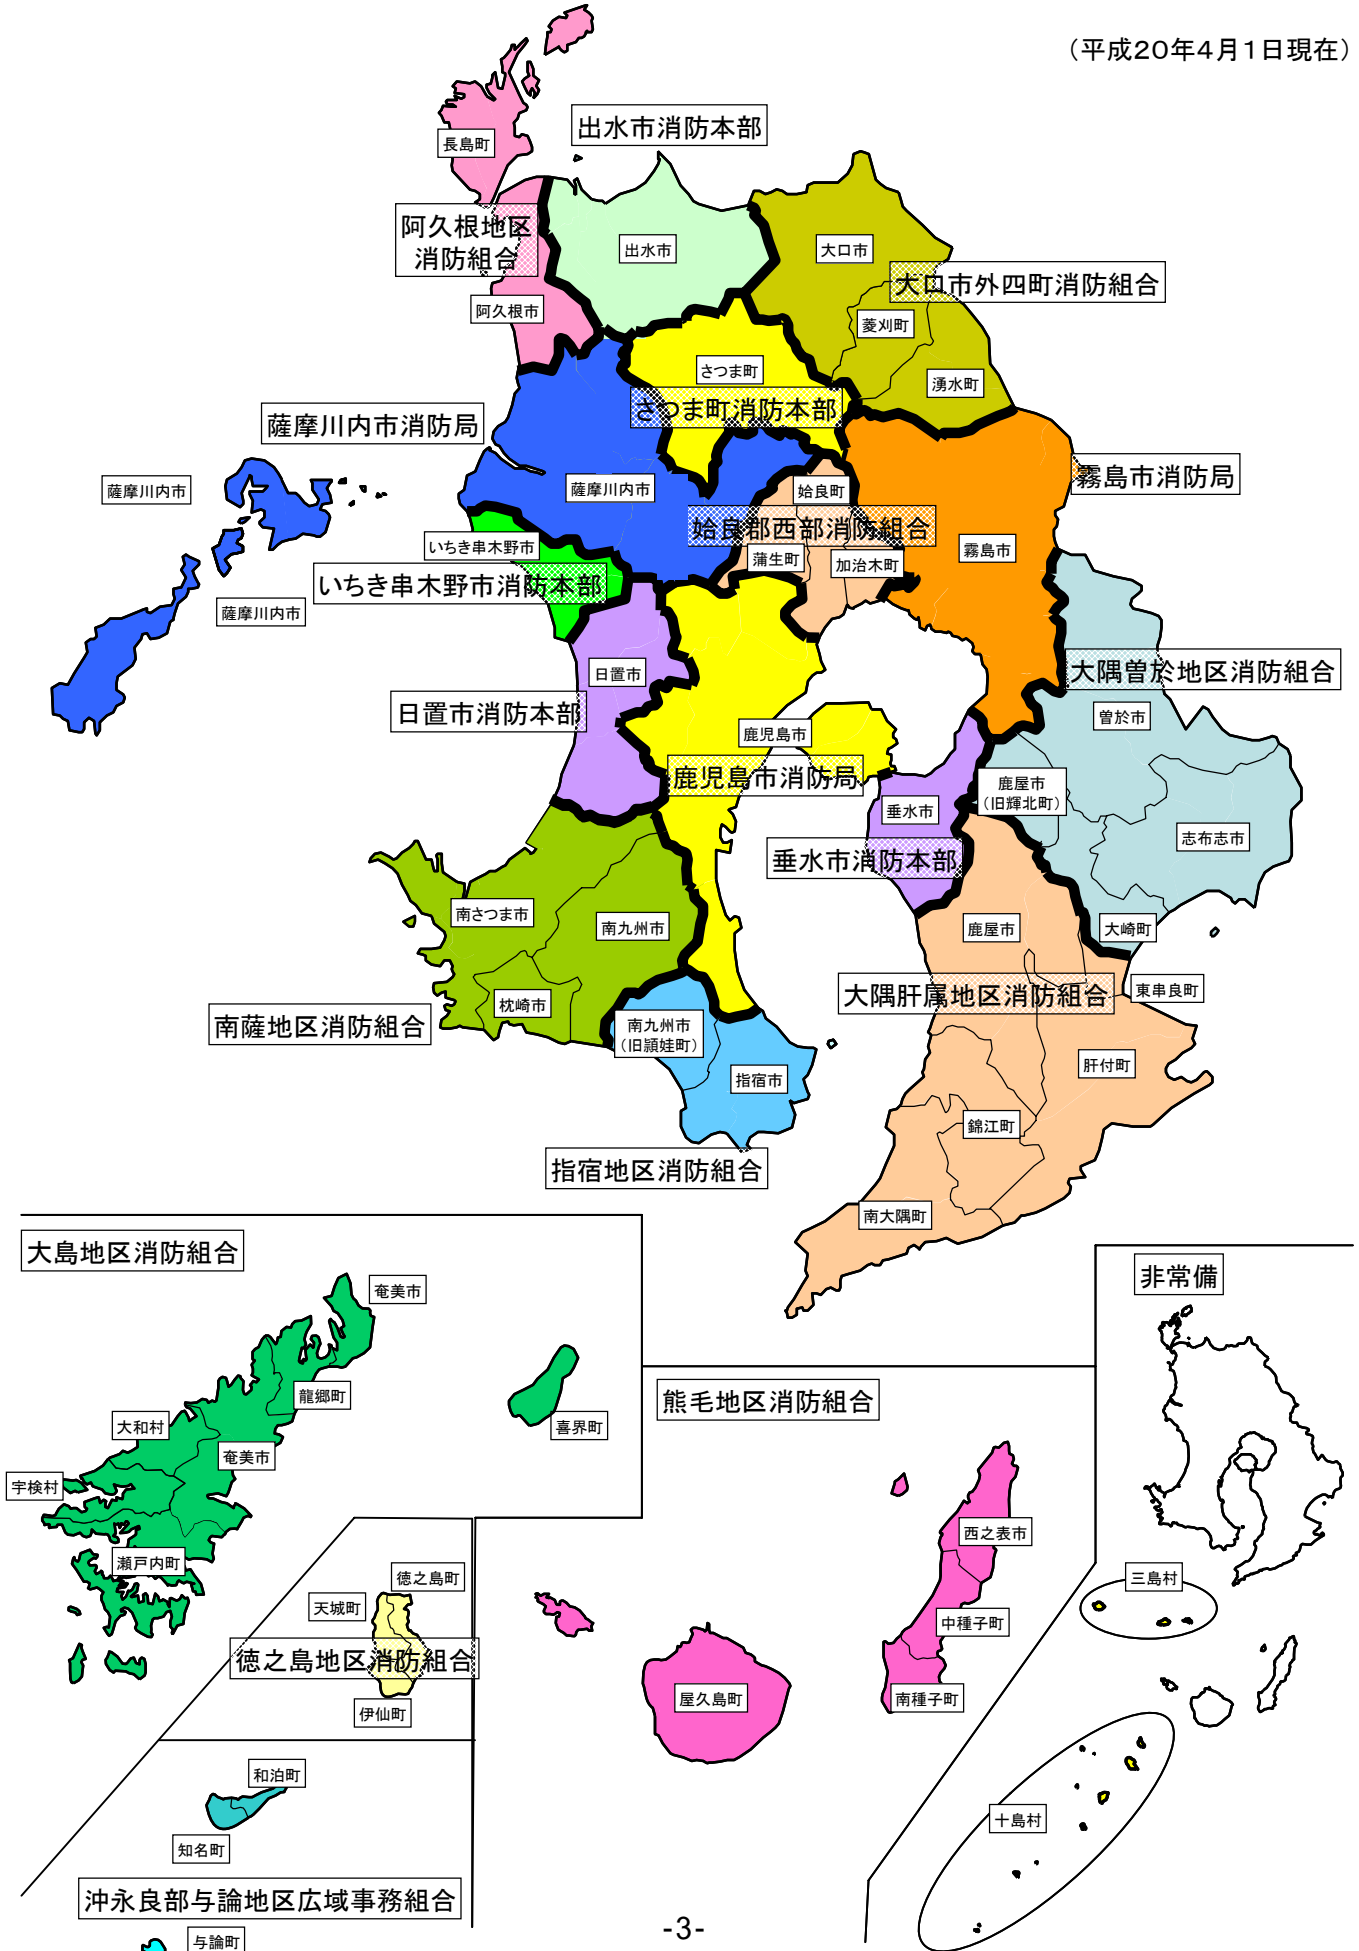 （平成20年4月1日現在）
出水市消防本部
長島町
阿久根地区
消防組合
出水市
大口市
大口市外四町消防組合
阿久根市
菱刈町
さつま町
湧水町
さつま町消防本部
薩摩川内市消防局
霧島市消防局
薩摩川内市
薩摩川内市
姶良町
姶良郡西部消防組合
いちき串木野市
蒲生町
加治木町
霧島市
いちき串木野市消防本部
薩摩川内市
日置市
大隅曽於地区消防組合
日置市消防本部
曽於市
鹿児島市
鹿児島市消防局
鹿屋市
（旧輝北町）
垂水市
志布志市
垂水市消防本部
南さつま市
南九州市
鹿屋市
大崎町
大隅肝属地区消防組合
東串良町
枕崎市
南薩地区消防組合
南九州市
（旧頴娃町）
指宿市
肝付町
錦江町
指宿地区消防組合
南大隅町
大島地区消防組合
奄美市
龍郷町
大和村
奄美市
喜界町
宇検村
瀬戸内町
熊毛地区消防組合
西之表市
中種子町
南種子町
屋久島町
非常備
三島村
十島村
徳之島町
天城町
徳之島地区消防組合
伊仙町
和泊町
知名町
沖永良部与論地区広域事務組合
与論町
-3-